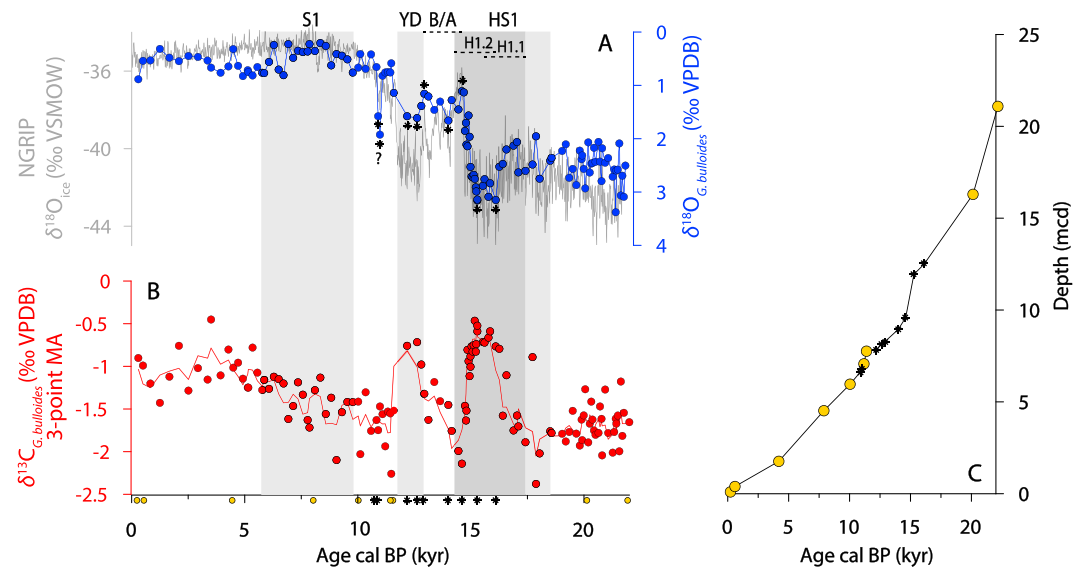 S1
YD
B/A
HS1
H1.2
H1.1
A
-36
-40
-44
NGRIP
δ18Oice (‰ VSMOW)
0
1
2
3
4
δ18OG. bulloides (‰ VPDB)
?
B
0
-0.5
-1
-1.5
-2
-2.5
δ13CG. bulloides (‰ VPDB)
3-point MA
0
5
10
15
20
Age cal BP (kyr)
C
25
20
15
10
5
0
Depth (mcd)
0
5
10
15
20
Age cal BP (kyr)